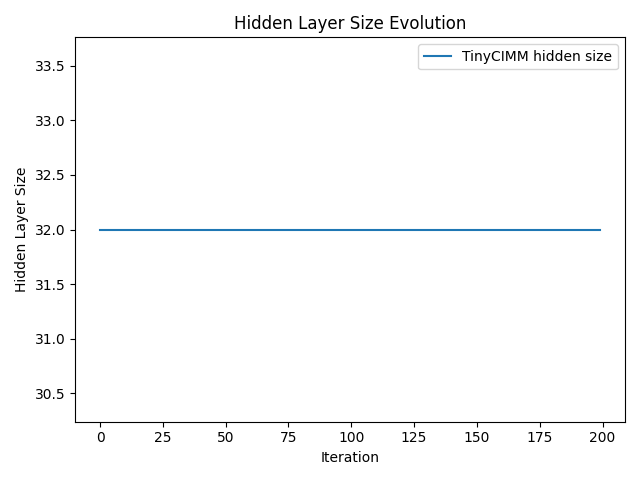 Hidden Layer Size Evolution
TinyCIMM hidden size
33.5
33.0
32.5
32.0
31.5
31.0
30.5
Hidden Layer Size
0 25 50 75 100 125 150 175 200
Iteration